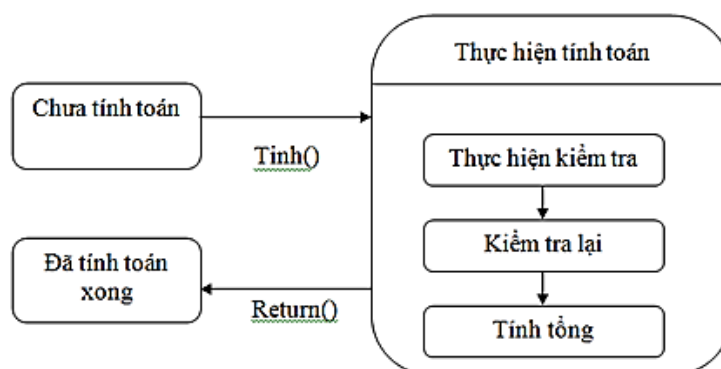 Thực hiện tính toán
Chưa tính toán
Tinh()
Thực hiện kiểm tra
Kiểm tra lại
Đã tính toán
xong
Return()
Tính tổng